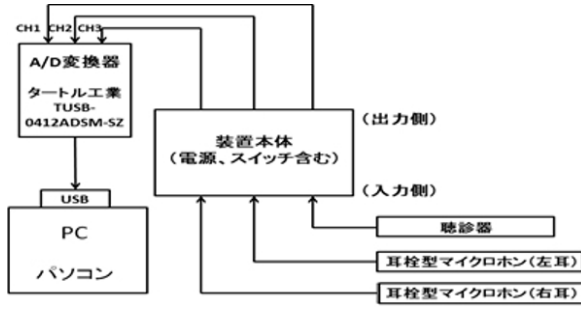 CH1 CH2 CH3
A/D変換器
タートル工業
TUSB-
0412ADSM-SZ
装置本体
(電源、スイッチ含む)
(出力側)
(入力側)
USB
PC
パソコン
聴診器
耳栓型マイクロホン(左耳)
耳栓型マイクロホン(右耳)